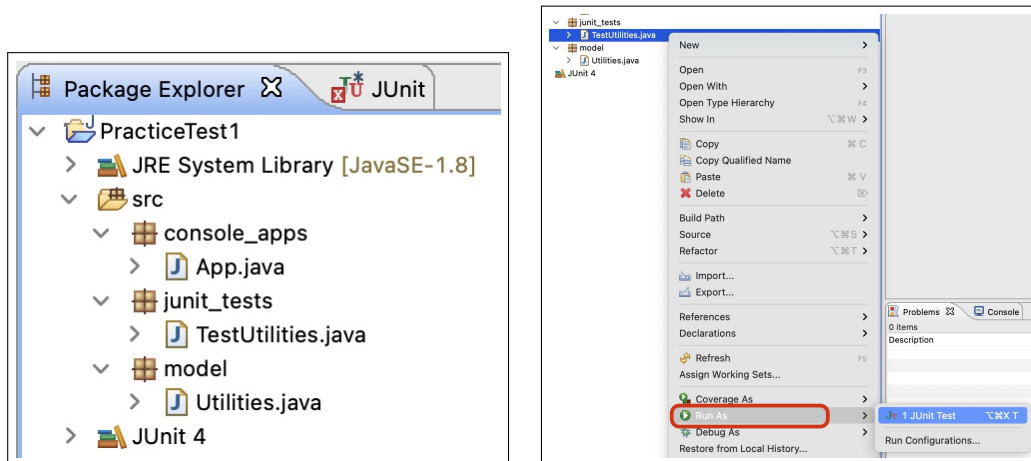 Package Explorer JUnit
PracticeTest1
JRE System Library [JavaSE-1.8]
src
console_apps
App.java
junit_tests
TestUtilities.java
model
Utilities.java
JUnit 4
junit_tests
TestUtilities.java
model
Utilities.java
JUnit 4
New
Open F3
Open With
Open Type Hierarchy F4
Show In ⌥⌘W
Copy ⌘C
Copy Qualified Name
Paste ⌘V
Delete ⌦
Build Path
Source ⌥⌘S
Refactor ⌥⌘T
Import...
Export...
References
Declarations
Refresh F5
Assign Working Sets...
Coverage As
Run As
Debug As
Restore from Local History...
1 JUnit Test ⌥⌘X T
Run Configurations...
Problems Console
0 items
Description